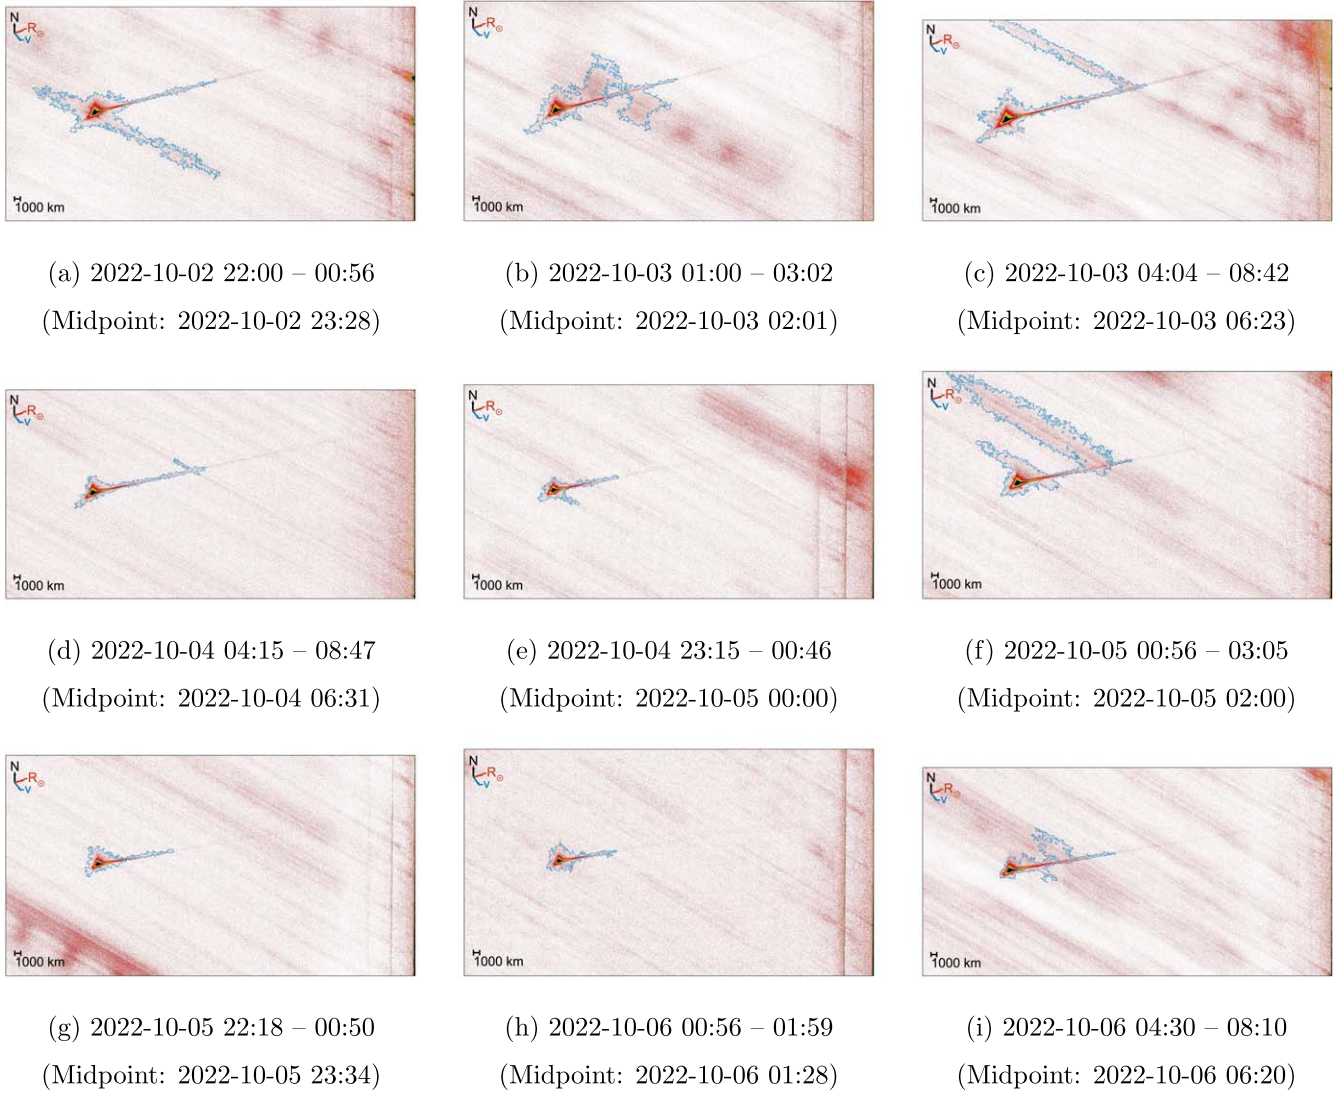 N
R☉
v
1000 km
N
R☉
v
1000 km
N
R☉
v
1000 km
(a) 2022-10-02 22:00 – 00:56
(b) 2022-10-03 01:00 – 03:02
(c) 2022-10-03 04:04 – 08:42
(Midpoint: 2022-10-02 23:28)
(Midpoint: 2022-10-03 02:01)
(Midpoint: 2022-10-03 06:23)
N
R☉
v
1000 km
N
R☉
v
1000 km
N
R☉
v
1000 km
(d) 2022-10-04 04:15 – 08:47
(e) 2022-10-04 23:15 – 00:46
(f) 2022-10-05 00:56 – 03:05
(Midpoint: 2022-10-04 06:31)
(Midpoint: 2022-10-05 00:00)
(Midpoint: 2022-10-05 02:00)
N
R☉
v
1000 km
N
R☉
v
1000 km
N
R☉
v
1000 km
(g) 2022-10-05 22:18 – 00:50
(h) 2022-10-06 00:56 – 01:59
(i) 2022-10-06 04:30 – 08:10
(Midpoint: 2022-10-05 23:34)
(Midpoint: 2022-10-06 01:28)
(Midpoint: 2022-10-06 06:20)